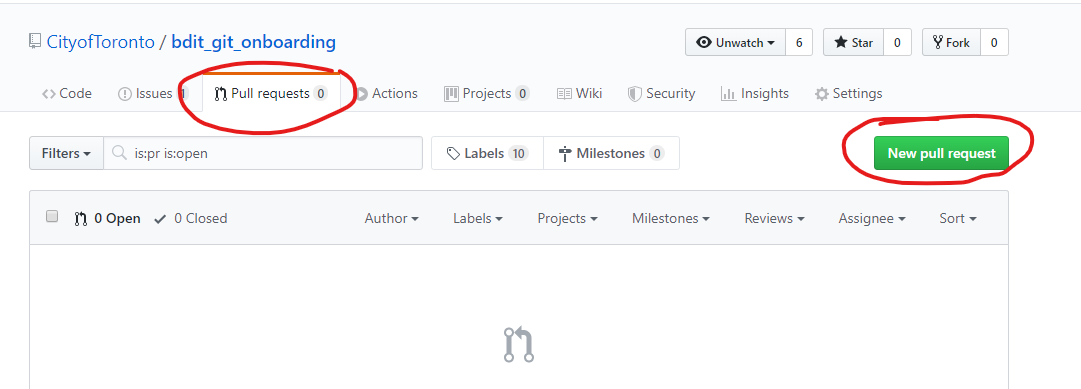 CityofToronto / bdit_git_onboarding
Unwatch 6 Star 0 Fork 0
Code Issues 1 Pull requests 0 Actions Projects 0 Wiki Security Insights Settings
Filters is:pr is:open Labels 10 Milestones 0 New pull request
0 Open 0 Closed Author Labels Projects Milestones Reviews Assignee Sort